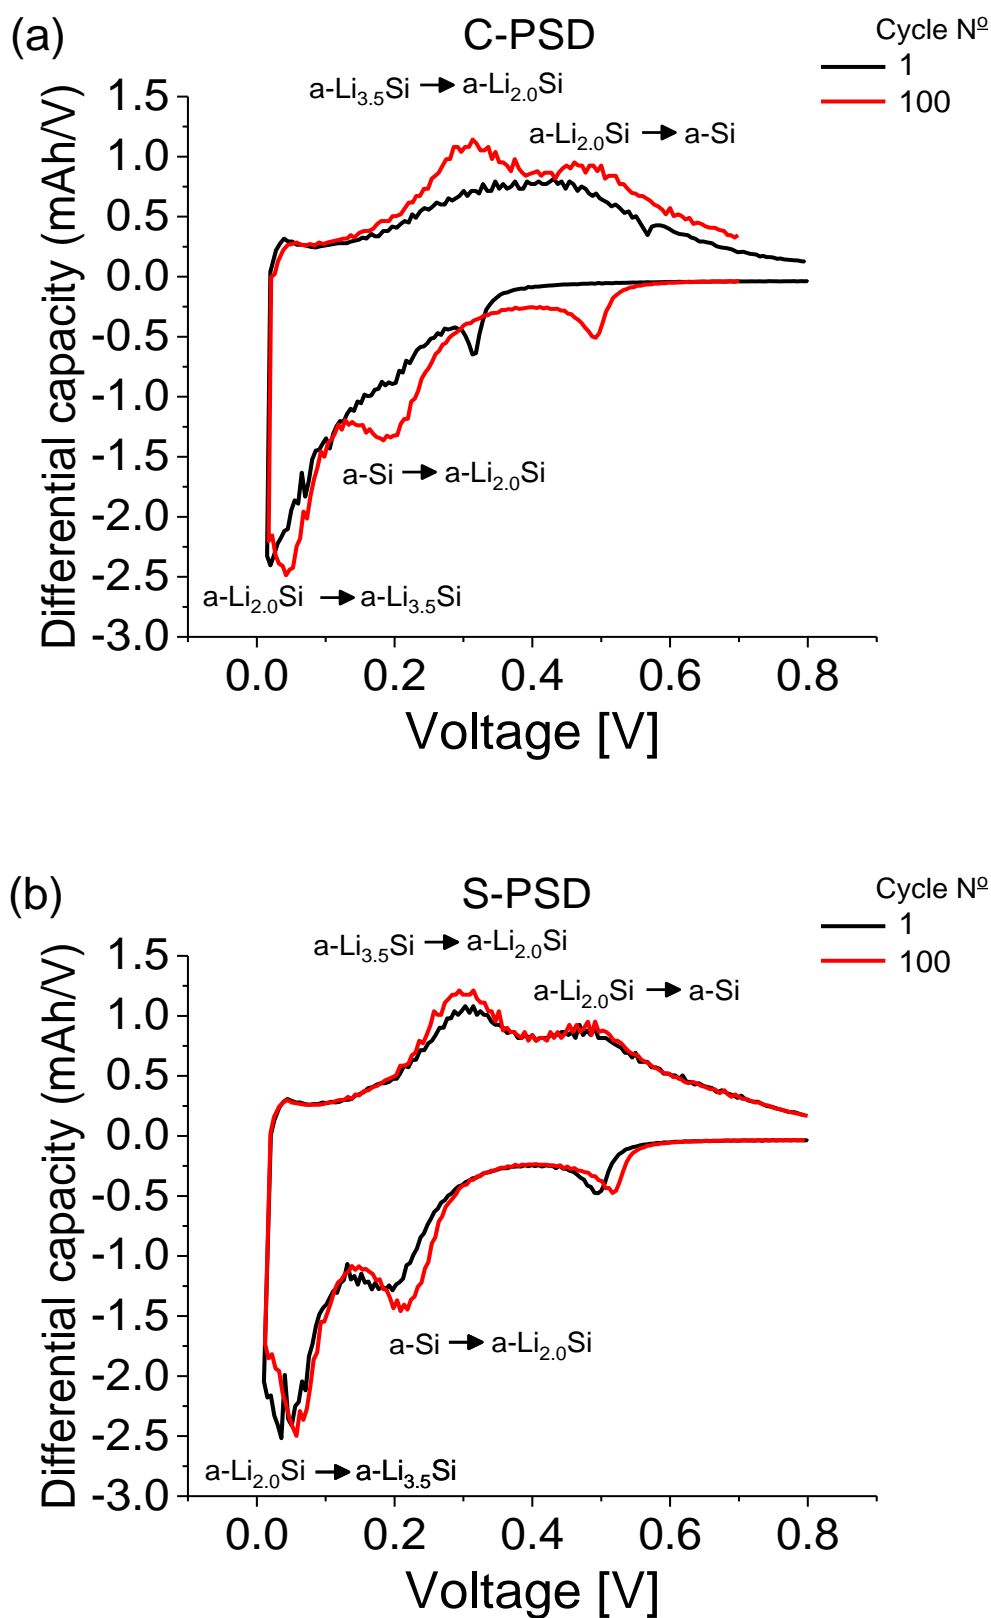 (a)
C-PSD
Cycle Nº
1
100
a-Li3.5Si → a-Li2.0Si
a-Li2.0Si → a-Si
1.5
1.0
0.5
0.0
-0.5
-1.0
-1.5
-2.0
-2.5
-3.0
Differential capacity (mAh/V)
a-Si → a-Li2.0Si
a-Li2.0Si → a-Li3.5Si
0.0 0.2 0.4 0.6 0.8
Voltage [V]
(b)
S-PSD
Cycle Nº
1
100
a-Li3.5Si → a-Li2.0Si
a-Li2.0Si → a-Si
1.5
1.0
0.5
0.0
-0.5
-1.0
-1.5
-2.0
-2.5
-3.0
Differential capacity (mAh/V)
a-Si → a-Li2.0Si
a-Li2.0Si → a-Li3.5Si
0.0 0.2 0.4 0.6 0.8
Voltage [V]